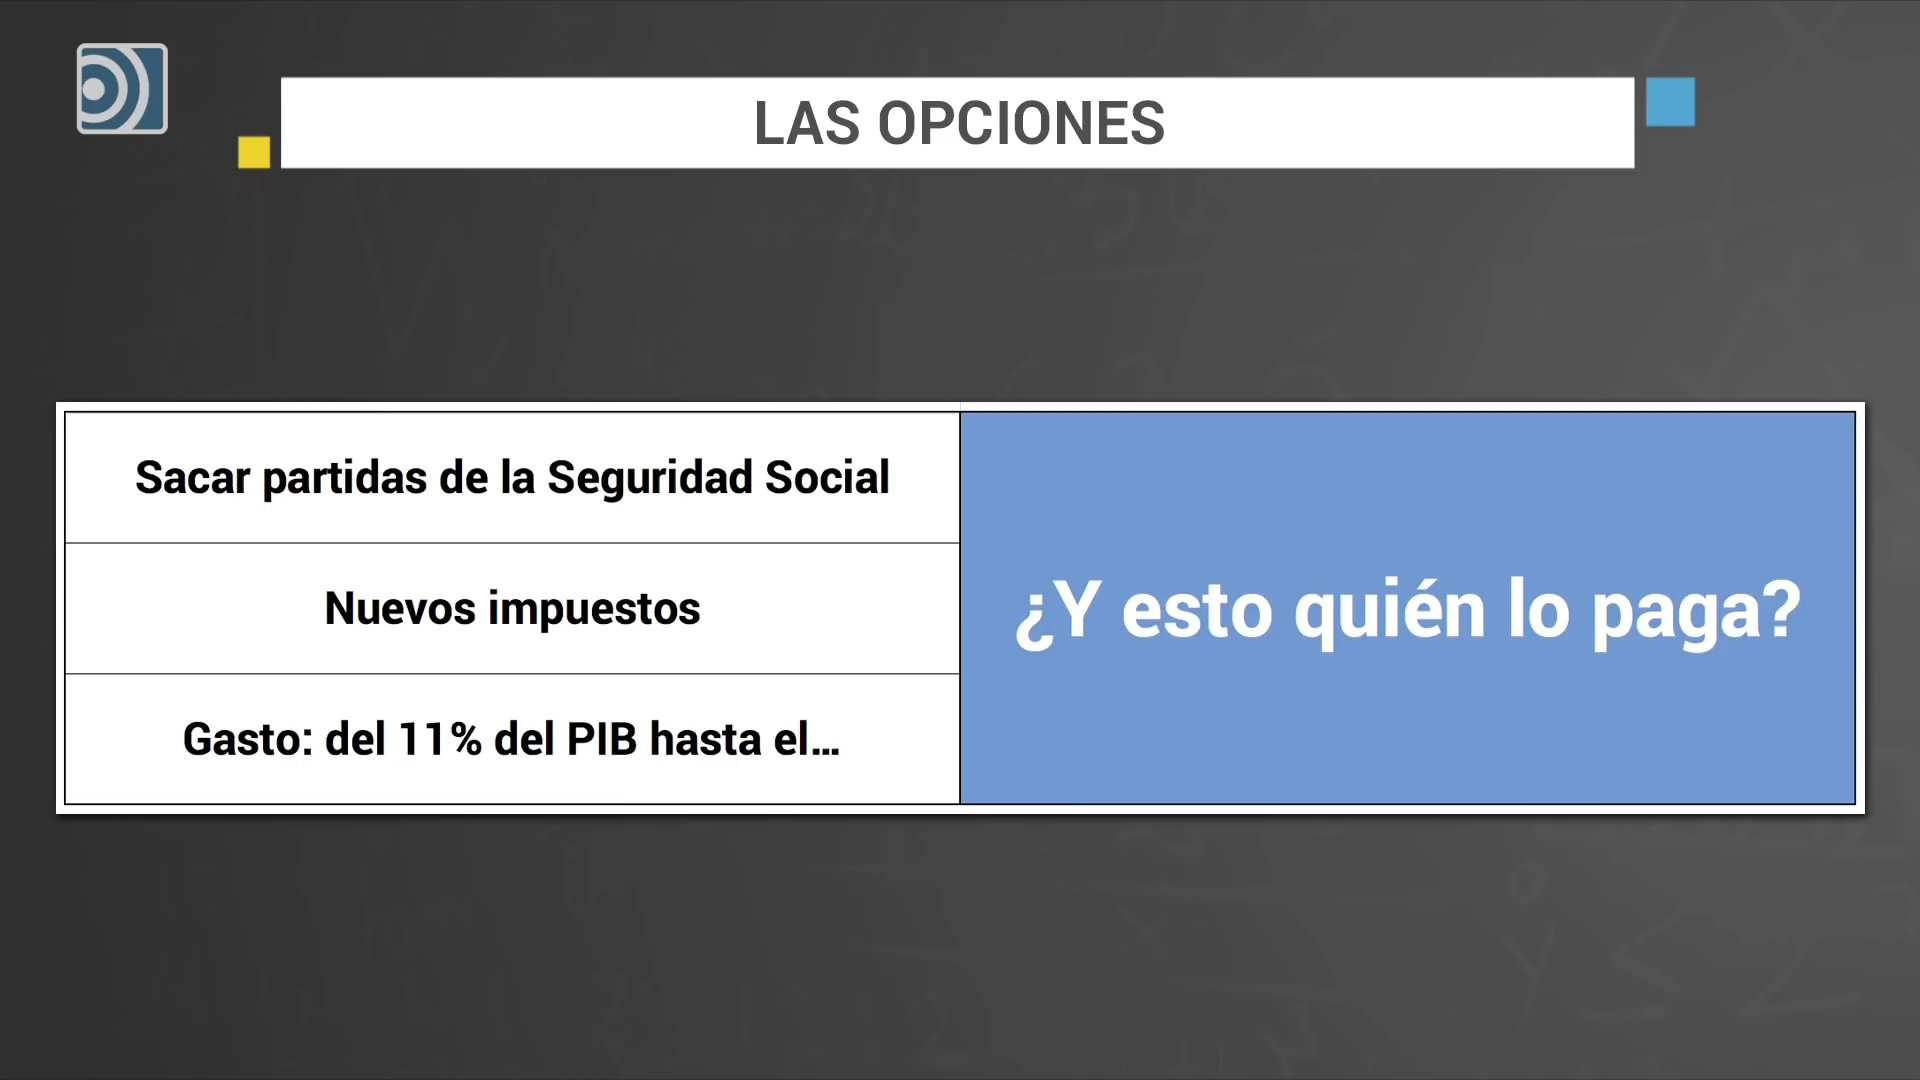 LAS OPCIONES
Sacar partidas de la Seguridad Social
Nuevos impuestos
Gasto: del 11% del PIB hasta el...
¿Y esto quién lo paga?